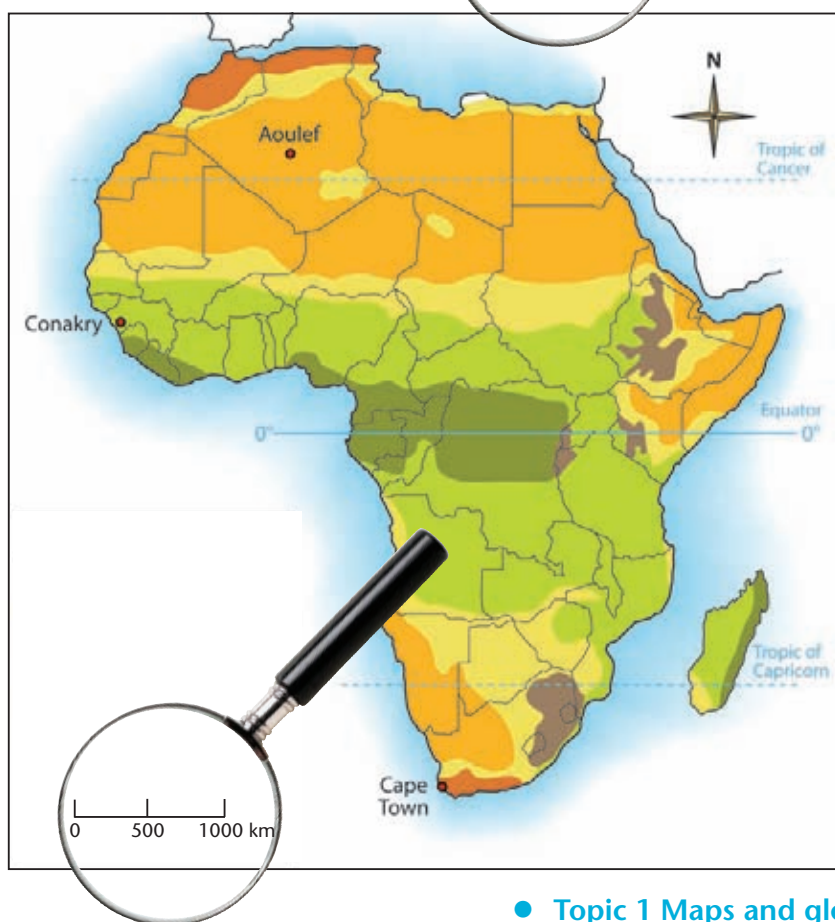 N
Aoulef
Tropic of
Cancer
Conakry
Equator
0°
0°
Tropic of
Capricorn
Cape
Town
0 500 1000 km
● Topic 1 Maps and